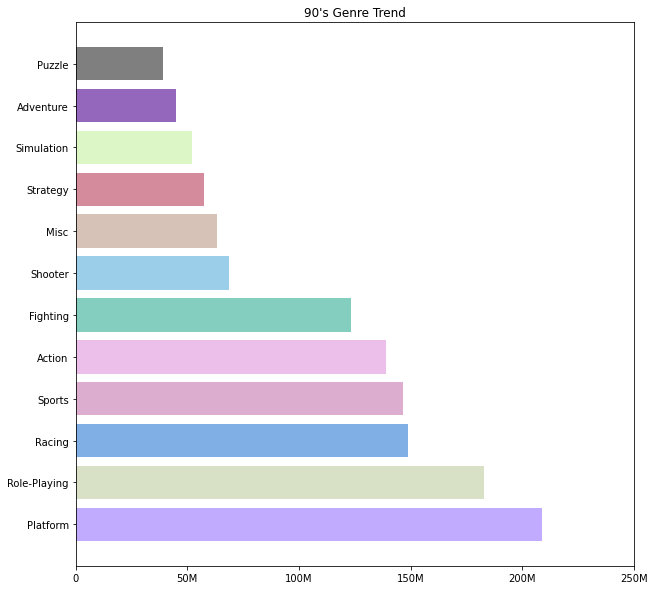 90's Genre Trend
Puzzle
Adventure
Simulation
Strategy
Misc
Shooter
Fighting
Action
Sports
Racing
Role-Playing
Platform
0 50M 100M 150M 200M 250M